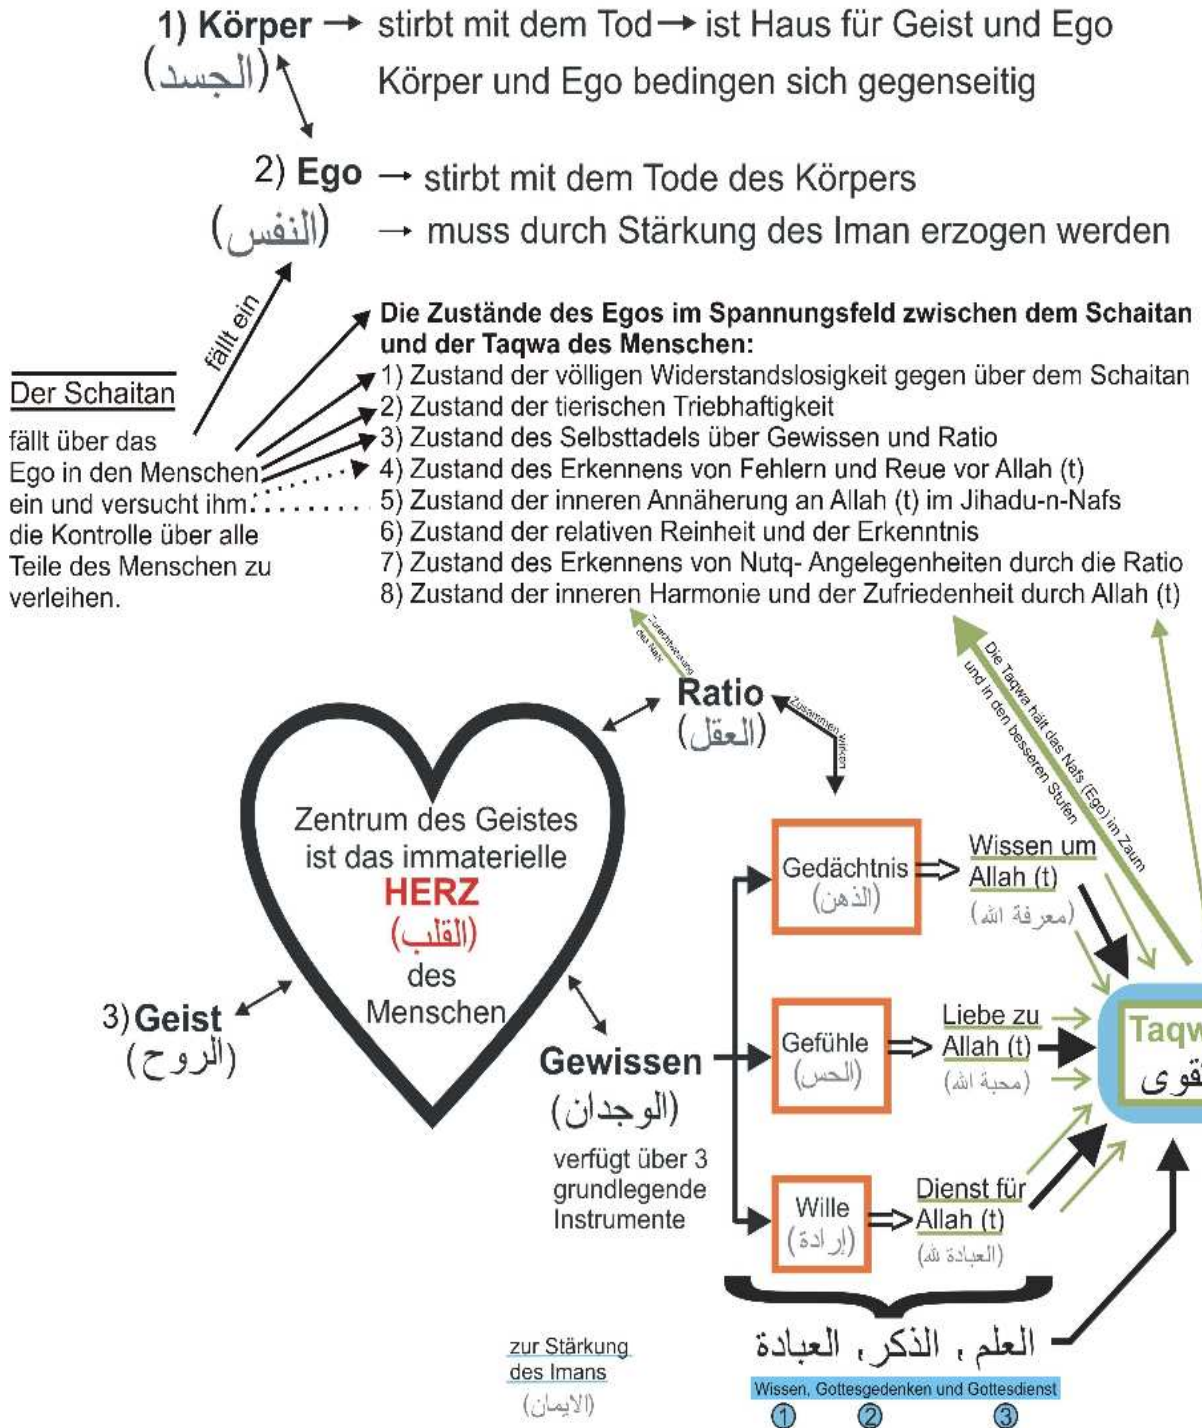 1) Körper → stirbt mit dem Tod → ist Haus für Geist und Ego
(الجسد)
Körper und Ego bedingen sich gegenseitig
2) Ego → stirbt mit dem Tode des Körpers
(النفس)
→ muss durch Stärkung des Iman erzogen werden
fällt ein
Die Zustände des Egos im Spannungsfeld zwischen dem Schaitan
und der Taqwa des Menschen:
1) Zustand der völligen Widerstandslosigkeit gegen über dem Schaitan
2) Zustand der tierischen Triebhaftigkeit
3) Zustand des Selbsttadels über Gewissen und Ratio
4) Zustand des Erkennens von Fehlern und Reue vor Allah (t)
5) Zustand der inneren Annäherung an Allah (t) im Jihadu-n-Nafs
6) Zustand der relativen Reinheit und der Erkenntnis
7) Zustand des Erkennens von Nutq- Angelegenheiten durch die Ratio
8) Zustand der inneren Harmonie und der Zufriedenheit durch Allah (t)
Der Schaitan
fällt über das
Ego in den Menschen
ein und versucht ihm
die Kontrolle über alle
Teile des Menschen zu
verleihen.
Zurechtweisung
des Nafs
Ratio
(العقل)
Zusammen wirken
Die Taqwa hält das Nafs (Ego) im Zaum
und in den besseren Stufen
Zentrum des Geistes
ist das immaterielle
HERZ
(القلب)
des
Menschen
3) Geist
(الروح)
Gewissen
(الوجدان)
verfügt über 3
grundlegende
Instrumente
Gedächtnis
(الذهن)
Wissen um
Allah (t)
(معرفة الله)
Gefühle
(الحس)
Liebe zu
Allah (t)
(محبة الله)
Wille
(إرادة)
Dienst für
Allah (t)
(العبادة لله)
Taqw
قوى
العلم ، الذكر ، العبادة
Wissen, Gottesgedenken und Gottesdienst
1 2 3
zur Stärkung
des Imans
(الايمان)